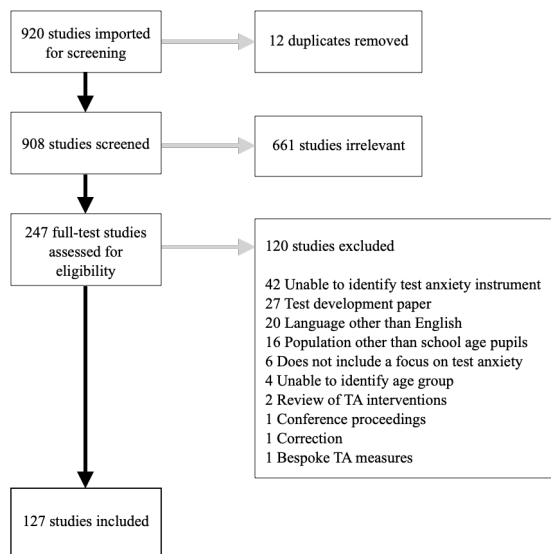 920 studies imported
for screening
12 duplicates removed
908 studies screened
661 studies irrelevant
247 full-test studies
assessed for
eligibility
120 studies excluded
42 Unable to identify test anxiety instrument
27 Test development paper
20 Language other than English
16 Population other than school age pupils
6 Does not include a focus on test anxiety
4 Unable to identify age group
2 Review of TA interventions
1 Conference proceedings
1 Correction
1 Bespoke TA measures
127 studies included